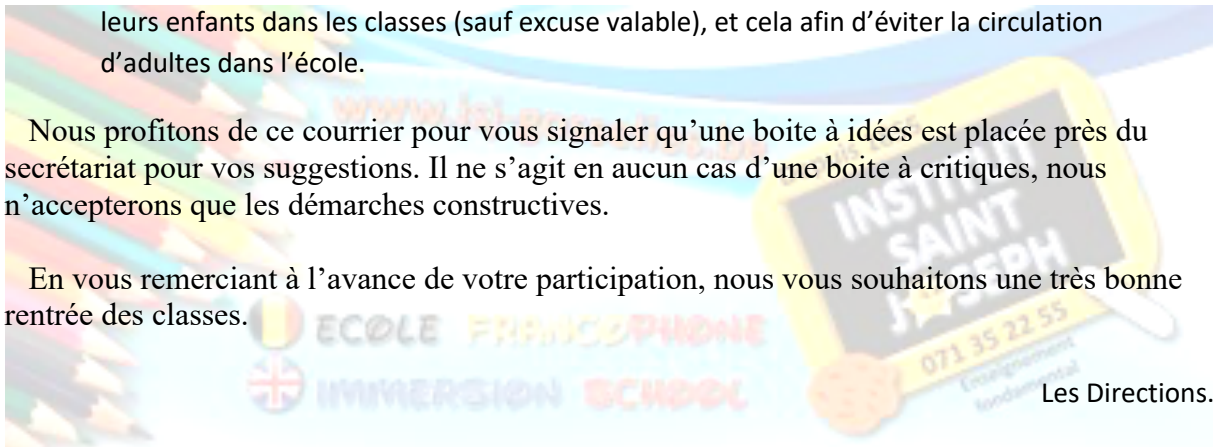 leurs enfants dans les classes (sauf excuse valable), et cela afin d’éviter la circulation
d’adultes dans l’école.
Nous profitons de ce courrier pour vous signaler qu’une boite à idées est placée près du
secrétariat pour vos suggestions. Il ne s’agit en aucun cas d’une boite à critiques, nous
n’accepterons que les démarches constructives.
En vous remerciant à l’avance de votre participation, nous vous souhaitons une très bonne
rentrée des classes.
INSTITUT
SAINT
JOSEPH
ECOLE FRANCOPHONE
IMMERSION SCHOOL
071 35 22 55
Enseignement
fondamental
Les Directions.